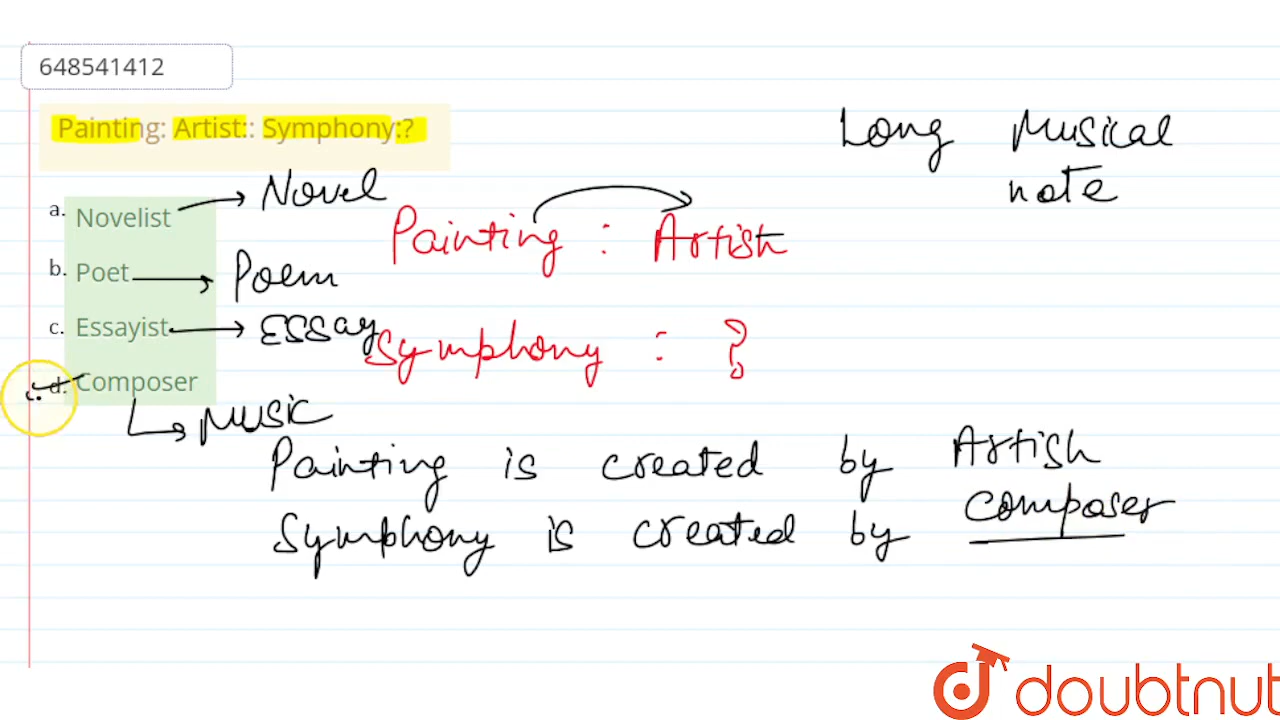 648541412
Painting: Artist:: Symphony:?
Long Musical
note
a. Novelist → Novel
Painting : Artist
b. Poet → Poem
c. Essayist → ESSay
Symphony : ?
d. Composer
↳ Music
Painting is created by Artist
Symphony is created by composer
doubtnut